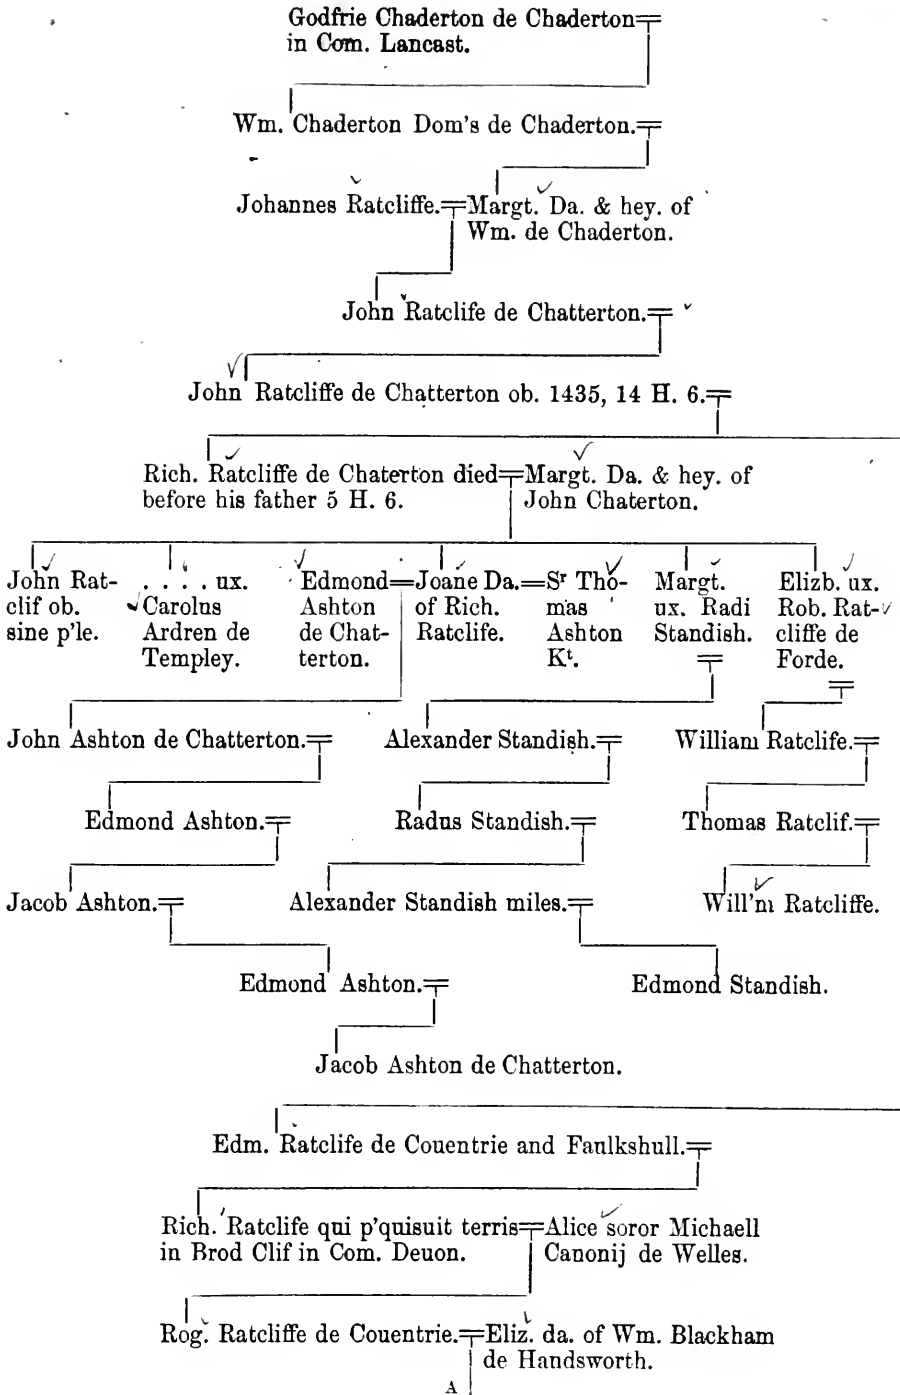 Godfrie Chaderton de Chaderton
in Com. Lancast.
Wm. Chaderton Dom's de Chaderton.
Johannes Ratcliffe.
Margt. Da. & hey. of
Wm. de Chaderton.
John Ratclife de Chatterton.
John Ratcliffe de Chatterton ob. 1435, 14 H. 6.
Rich. Ratcliffe de Chaterton died
before his father 5 H. 6.
Margt. Da. & hey. of
John Chaterton.
John Rat-
clif ob.
sine p'le.
. . . . ux.
Carolus
Ardren de
Templey.
Edmond
Ashton
de Chat-
terton.
Joane Da.
of Rich.
Ratclife.
Sr Tho-
mas
Ashton
Kt.
Margt.
ux. Radi
Standish.
Elizb. ux.
Rob. Rat-
cliffe de
Forde.
John Ashton de Chatterton.
Alexander Standish.
William Ratclife.
Edmond Ashton.
Radus Standish.
Thomas Ratclif.
Jacob Ashton.
Alexander Standish miles.
Will'm Ratcliffe.
Edmond Ashton.
Edmond Standish.
Jacob Ashton de Chatterton.
Edm. Ratclife de Couentrie and Faulkshull.
Rich. Ratclife qui p'quisuit terris
in Brod Clif in Com. Deuon.
Alice soror Michaell
Canonij de Welles.
Rog. Ratcliffe de Couentrie.
Eliz. da. of Wm. Blackham
de Handsworth.
A